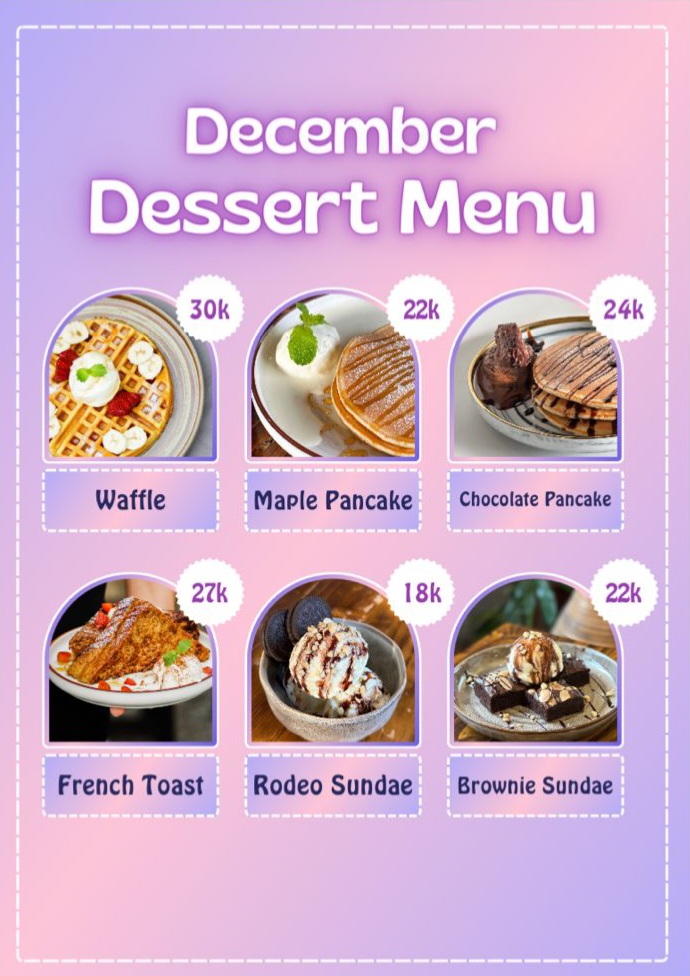 December
Dessert Menu
30k
22k
24k
Waffle
Maple Pancake
Chocolate Pancake
27k
18k
22k
French Toast
Rodeo Sundae
Brownie Sundae